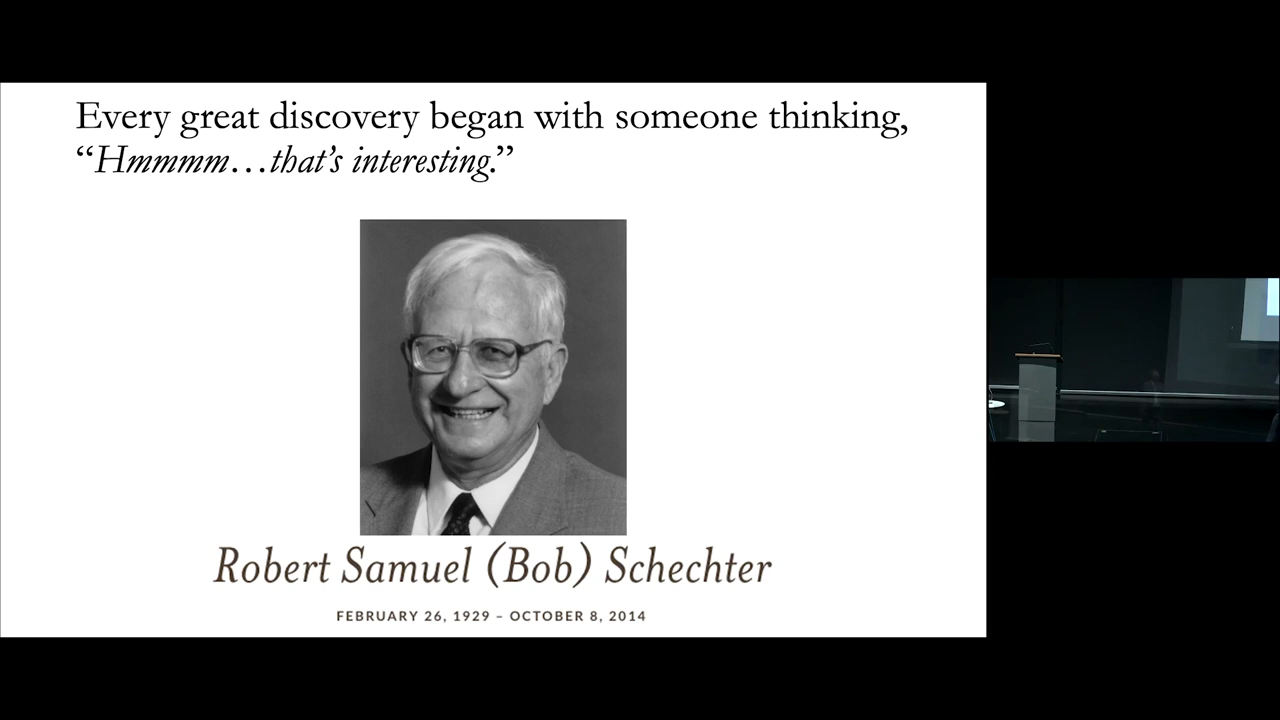 Every great discovery began with someone thinking,
“Hmmmm…that’s interesting.”
Robert Samuel (Bob) Schechter
FEBRUARY 26, 1929 – OCTOBER 8, 2014